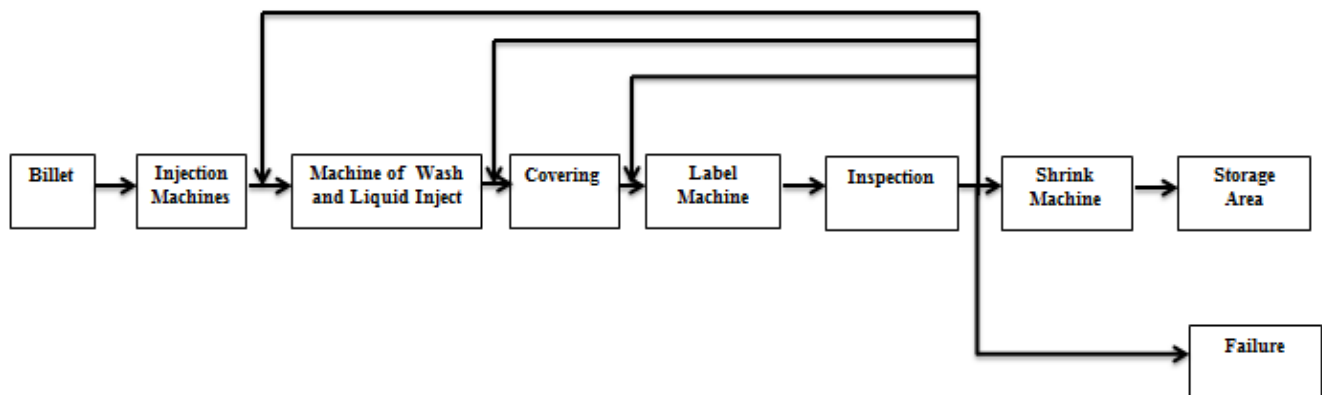 Billet
Injection
Machines
Machine of Wash
and Liquid Inject
Covering
Label
Machine
Inspection
Shrink
Machine
Storage
Area
Failure